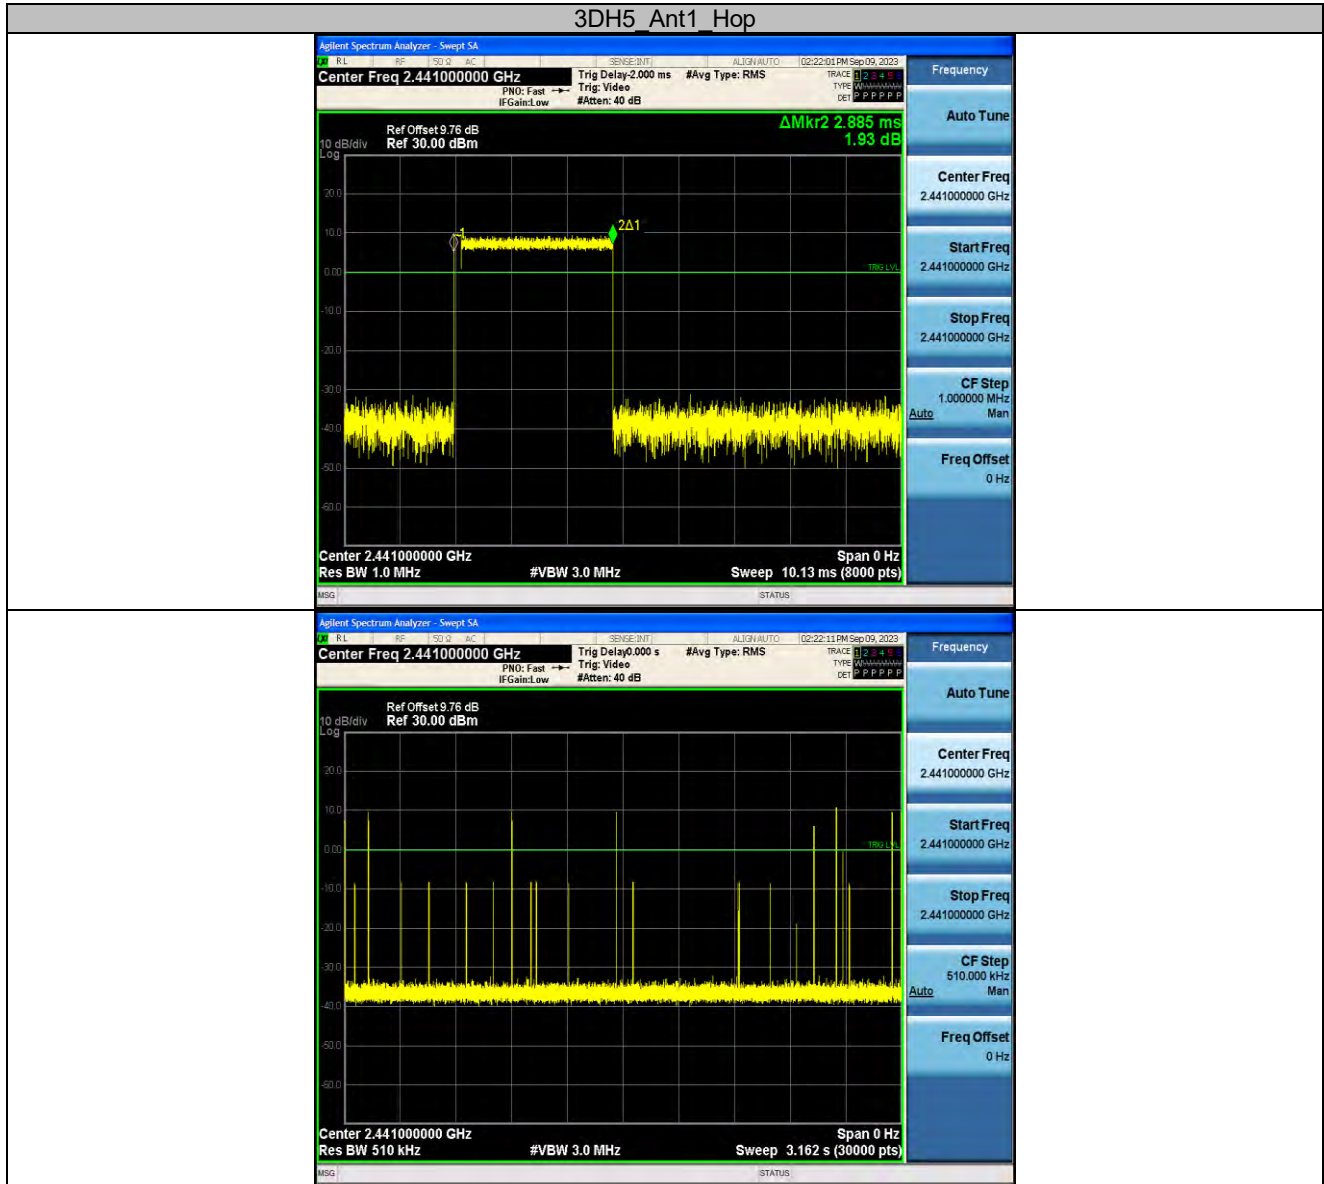 3DH5_Ant1_Hop
Agilent Spectrum Analyzer - Swept SA
RL RF 50 Ω AC SENSE:INT ALIGN AUTO 02:22:01 PM Sep 09, 2023
Center Freq 2.441000000 GHz
Trig Delay-2.000 ms #Avg Type: RMS
TRACE 1 2 3 4 5 6
PNO: Fast Trig: Video
TYPE
IFGain:Low #Atten: 40 dB
DET P P P P P P
Frequency
Auto Tune
ΔMkr2 2.885 ms
1.93 dB
Ref Offset 9.76 dB
10 dB/div Ref 30.00 dBm
Log
20.0
10.0
0.00
-10.0
-20.0
-30.0
-40.0
-50.0
-60.0
1
2Δ1
TRIG LVL
Center Freq
2.441000000 GHz
Start Freq
2.441000000 GHz
Stop Freq
2.441000000 GHz
CF Step
1.000000 MHz
Auto Man
Freq Offset
0 Hz
Center 2.441000000 GHz Span 0 Hz
Res BW 1.0 MHz #VBW 3.0 MHz Sweep 10.13 ms (8000 pts)
MSG STATUS
Agilent Spectrum Analyzer - Swept SA
RL RF 50 Ω AC SENSE:INT ALIGN AUTO 02:22:11 PM Sep 09, 2023
Center Freq 2.441000000 GHz
Trig Delay0.000 s #Avg Type: RMS
TRACE 1 2 3 4 5 6
PNO: Fast Trig: Video
TYPE
IFGain:Low #Atten: 40 dB
DET P P P P P P
Frequency
Auto Tune
Ref Offset 9.76 dB
10 dB/div Ref 30.00 dBm
Log
20.0
10.0
0.00
-10.0
-20.0
-30.0
-40.0
-50.0
-60.0
TRIG LVL
Center Freq
2.441000000 GHz
Start Freq
2.441000000 GHz
Stop Freq
2.441000000 GHz
CF Step
510.000 kHz
Auto Man
Freq Offset
0 Hz
Center 2.441000000 GHz Span 0 Hz
Res BW 510 kHz #VBW 3.0 MHz Sweep 3.162 s (30000 pts)
MSG STATUS